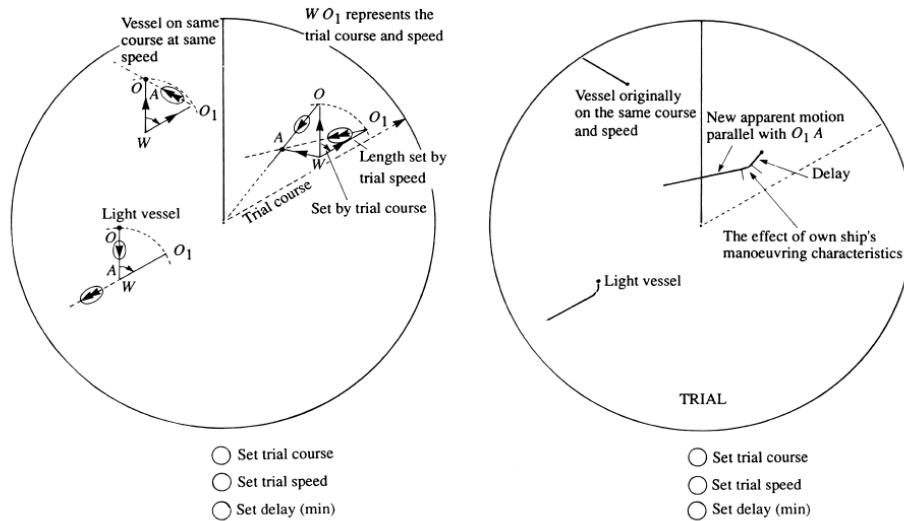 Vessel on same
course at same
speed
W O1 represents the
trial course and speed
O
A
O1
W
O
O1
A
W
Length set by
trial speed
Trial course
Set by trial course
Light vessel
O
O1
A
W
Set trial course
Set trial speed
Set delay (min)
Vessel originally
on the same course
and speed
New apparent motion
parallel with O1 A
Delay
The effect of own ship's
manoeuvring characteristics
Light vessel
TRIAL
Set trial course
Set trial speed
Set delay (min)